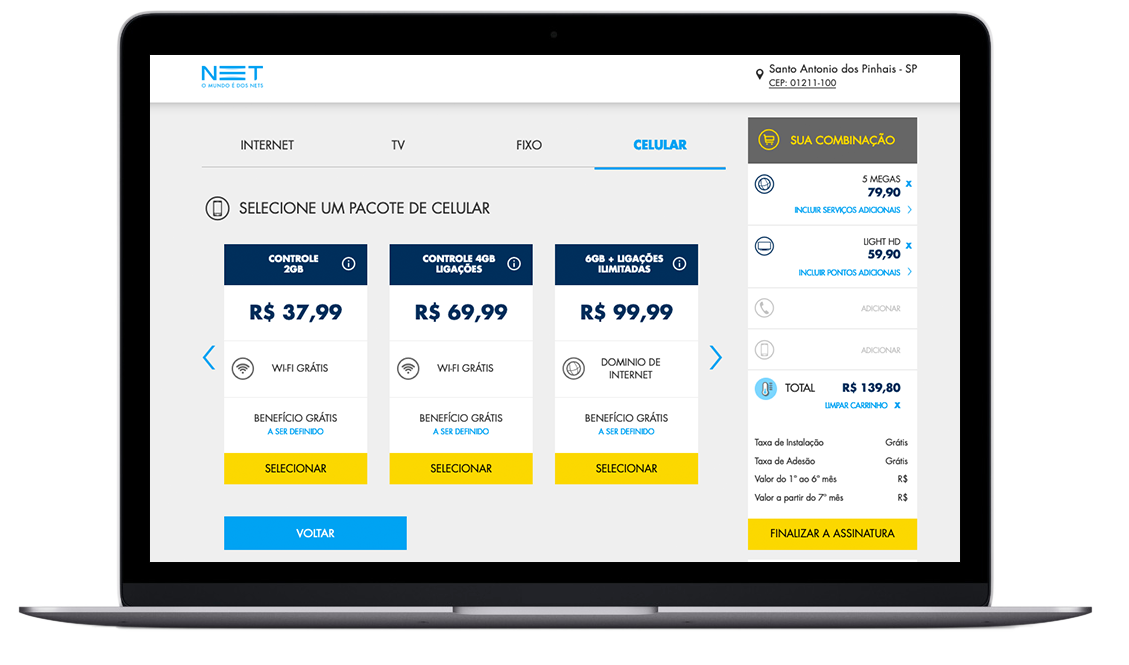 NET
O MUNDO É DOS NETS
Santo Antonio dos Pinhais - SP
CEP: 01211-100
INTERNET
TV
FIXO
CELULAR
SELECIONE UM PACOTE DE CELULAR
CONTROLE
2GB
R$ 37,99
WI-FI GRÁTIS
BENEFÍCIO GRÁTIS
A SER DEFINIDO
SELECIONAR
CONTROLE 4GB
LIGAÇÕES
R$ 69,99
WI-FI GRÁTIS
BENEFÍCIO GRÁTIS
A SER DEFINIDO
SELECIONAR
6GB + LIGAÇÕES
ILIMITADAS
R$ 99,99
DOMINIO DE
INTERNET
BENEFÍCIO GRÁTIS
A SER DEFINIDO
SELECIONAR
VOLTAR
SUA COMBINAÇÃO
5 MEGAS X
79,90
INCLUIR SERVIÇOS ADICIONAIS >
LIGHT HD X
59,90
INCLUIR PONTOS ADICIONAIS >
ADICIONAR
ADICIONAR
TOTAL R$ 139,80
LIMPAR CARRINHO X
Taxa de Instalação Grátis
Taxa de Adesão Grátis
Valor do 1º ao 6º mês R$
Valor a partir do 7º mês R$
FINALIZAR A ASSINATURA